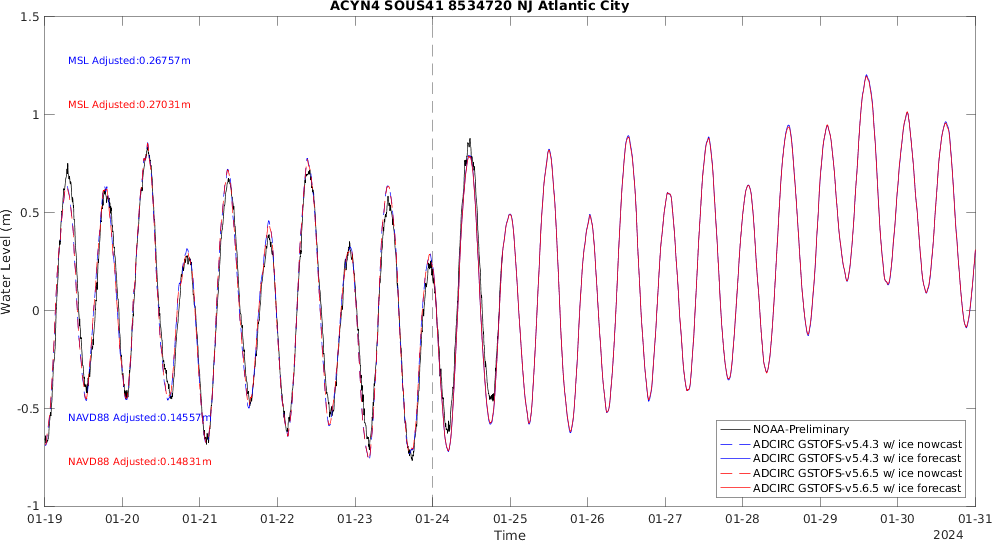 ACYN4 SOUS41 8534720 NJ Atlantic City
1.5
MSL Adjusted:0.26757m
MSL Adjusted:0.27031m
1
0.5
Water Level (m)
0
-0.5
NAVD88 Adjusted:0.14557m
NAVD88 Adjusted:0.14831m
NOAA-Preliminary
ADCIRC GSTOFS-v5.4.3 w/ ice nowcast
ADCIRC GSTOFS-v5.4.3 w/ ice forecast
ADCIRC GSTOFS-v5.6.5 w/ ice nowcast
ADCIRC GSTOFS-v5.6.5 w/ ice forecast
-1
01-19 01-20 01-21 01-22 01-23 01-24 01-25 01-26 01-27 01-28 01-29 01-30 01-31
Time
2024